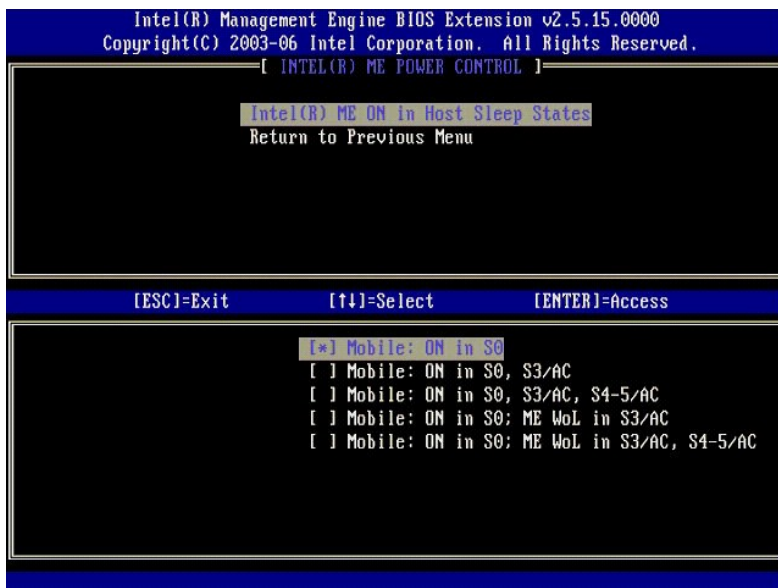 Intel(R) Management Engine BIOS Extension v2.5.15.0000
Copyright(C) 2003-06 Intel Corporation. All Rights Reserved.
[ INTEL(R) ME POWER CONTROL ]
Intel(R) ME ON in Host Sleep States
Return to Previous Menu
[ESC]=Exit [↑↓]=Select [ENTER]=Access
[*] Mobile: ON in S0
[ ] Mobile: ON in S0, S3/AC
[ ] Mobile: ON in S0, S3/AC, S4-5/AC
[ ] Mobile: ON in S0; ME WoL in S3/AC
[ ] Mobile: ON in S0; ME WoL in S3/AC, S4-5/AC